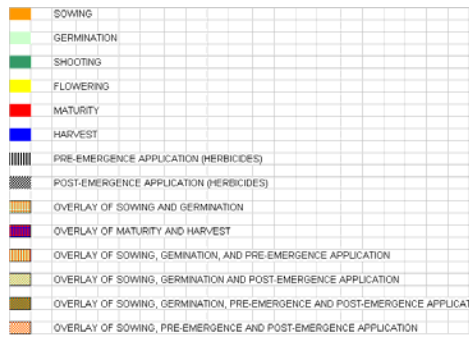 SOWING
GERMINATION
SHOOTING
FLOWERING
MATURITY
HARVEST
PRE-EMERGENCE APPLICATION (HERBICIDES)
POST-EMERGENCE APPLICATION (HERBICIDES)
OVERLAY OF SOWING AND GERMINATION
OVERLAY OF MATURITY AND HARVEST
OVERLAY OF SOWING, GEMINATION, AND PRE-EMERGENCE APPLICATION
OVERLAY OF SOWING, GERMINATION AND POST-EMERGENCE APPLICATION
OVERLAY OF SOWING, GERMINATION, PRE-EMERGENCE AND POST-EMERGENCE APPLICAT
OVERLAY OF SOWING, PRE-EMERGENCE AND POST-EMERGENCE APPLICATION